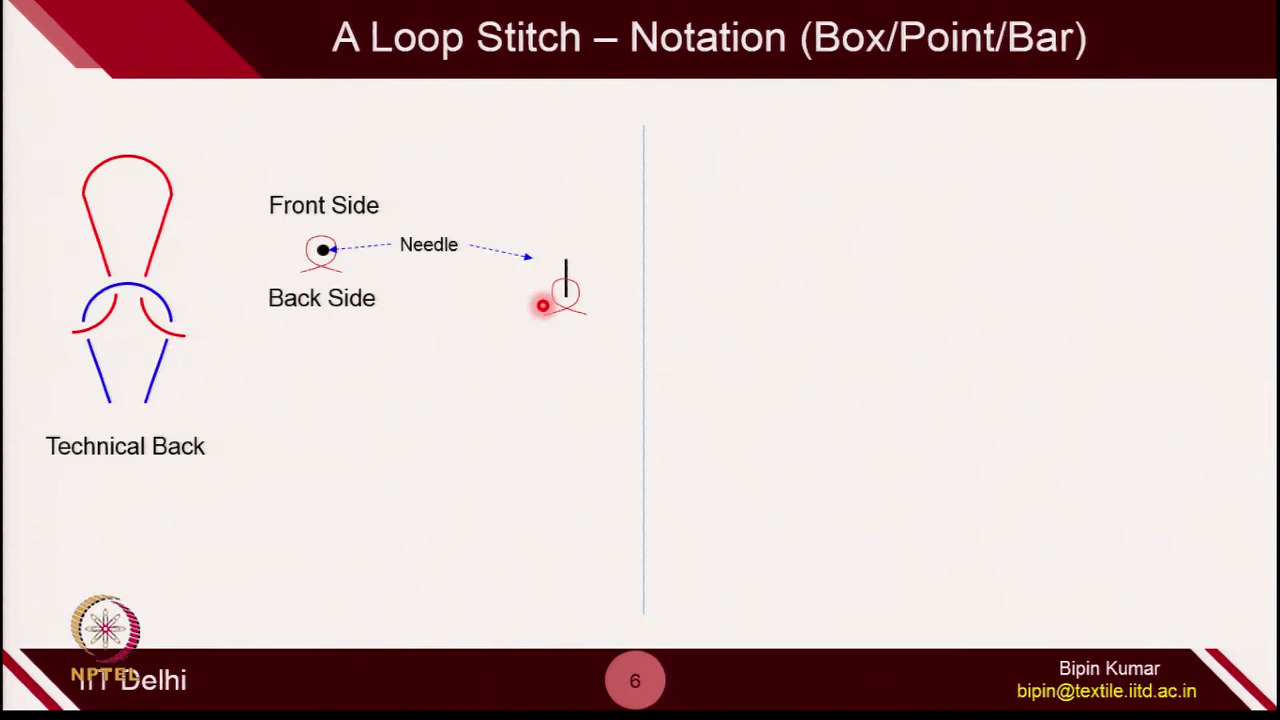 A Loop Stitch – Notation (Box/Point/Bar)
Front Side
Needle
Back Side
Technical Back
NPTEL
IIT Delhi
6
Bipin Kumar
bipin@textile.iitd.ac.in